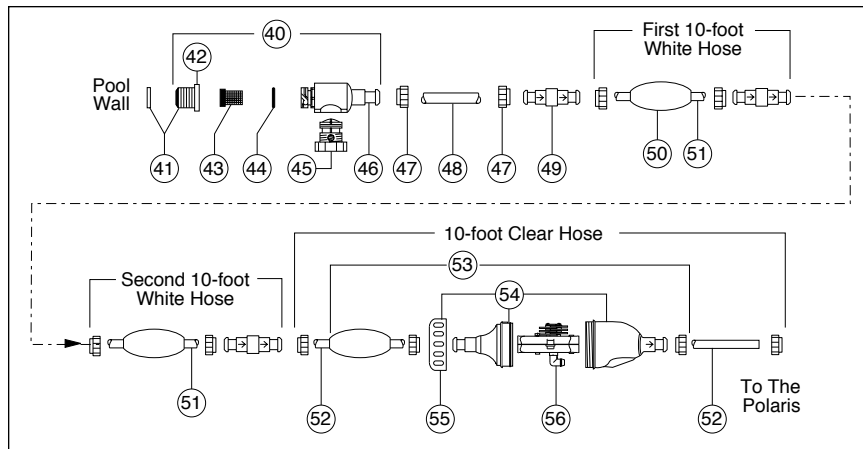 40
First 10-foot
White Hose
42
Pool
Wall
41
43
44
45
46
47
48
47
49
50
51
10-foot Clear Hose
53
Second 10-foot
White Hose
54
51
52
55
56
52
To The
Polaris